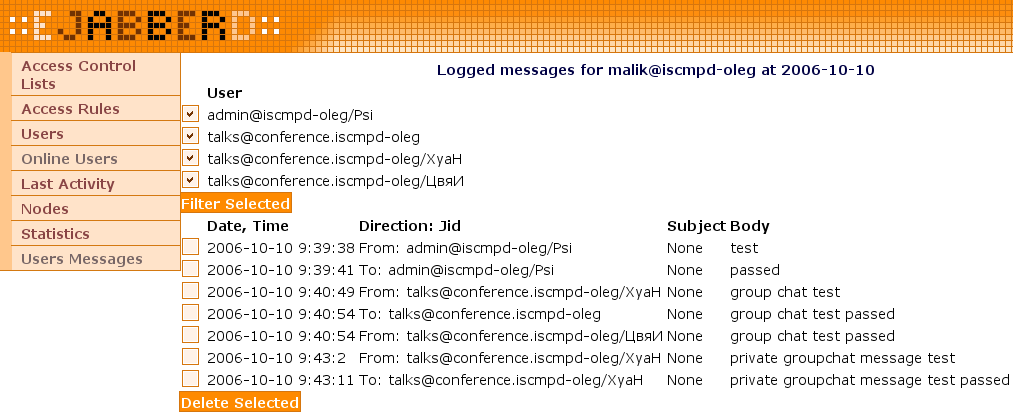 EJABBERD
Access Control
Lists
Access Rules
Users
Online Users
Last Activity
Nodes
Statistics
Users Messages
Logged messages for malik@iscmpd-oleg at 2006-10-10
User
admin@iscmpd-oleg/Psi
talks@conference.iscmpd-oleg
talks@conference.iscmpd-oleg/ХуаН
talks@conference.iscmpd-oleg/ЦвяИ
Filter Selected
Date, Time Direction: Jid Subject Body
2006-10-10 9:39:38 From: admin@iscmpd-oleg/Psi None test
2006-10-10 9:39:41 To: admin@iscmpd-oleg/Psi None passed
2006-10-10 9:40:49 From: talks@conference.iscmpd-oleg/ХуаН None group chat test
2006-10-10 9:40:54 To: talks@conference.iscmpd-oleg None group chat test passed
2006-10-10 9:40:54 From: talks@conference.iscmpd-oleg/ЦвяИ None group chat test passed
2006-10-10 9:43:2 From: talks@conference.iscmpd-oleg/ХуаН None private groupchat message test
2006-10-10 9:43:11 To: talks@conference.iscmpd-oleg/ХуаН None private groupchat message test passed
Delete Selected